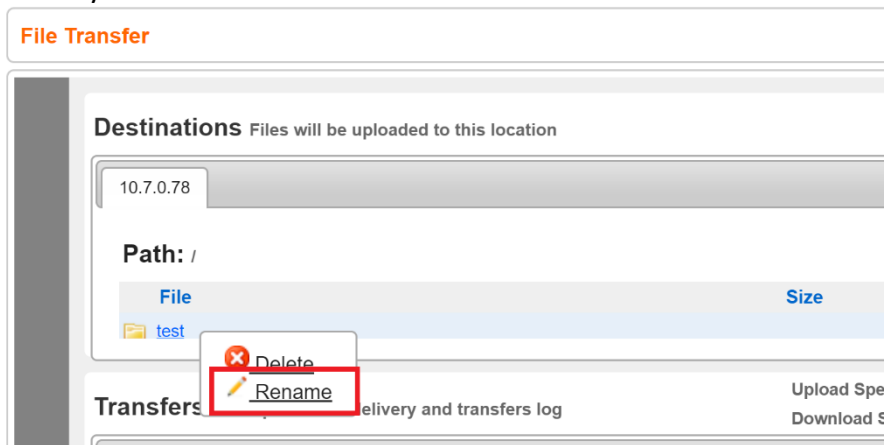 File Transfer
Destinations Files will be uploaded to this location
10.7.0.78
Path: /
File Size
test
Delete
Rename
Transfers elivery and transfers log
Upload Spe
Download S